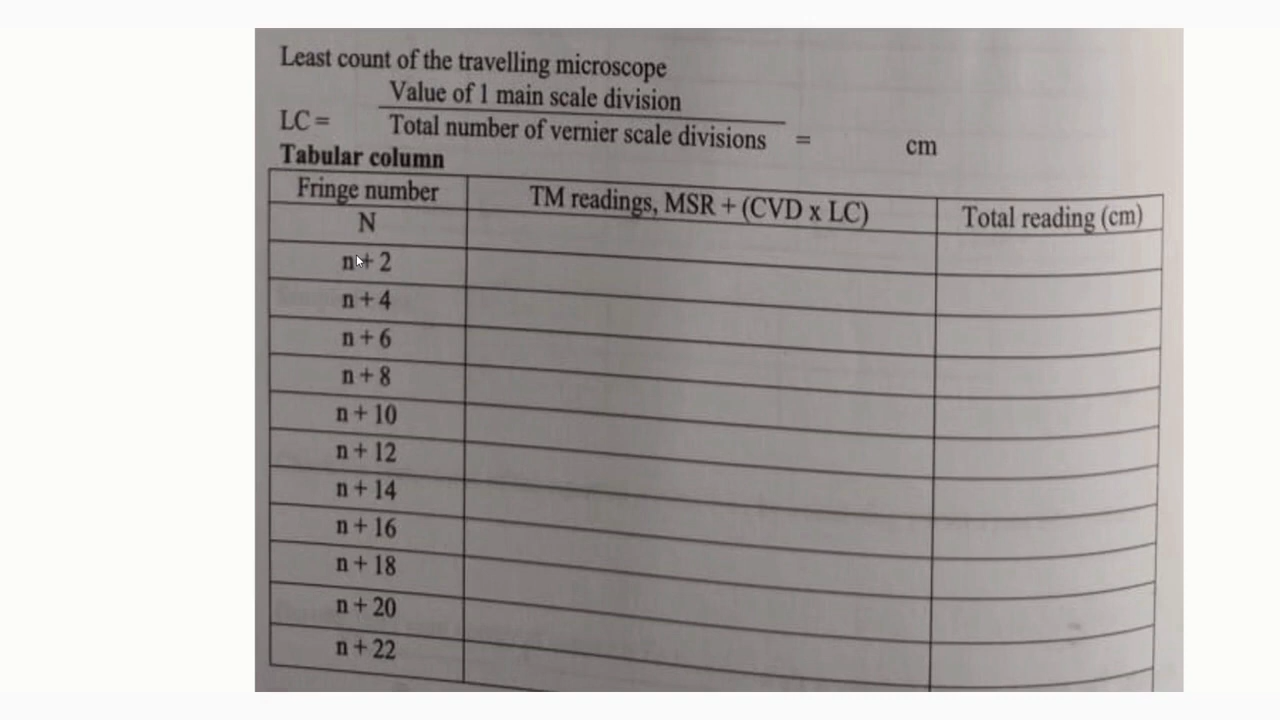 Least count of the travelling microscope
LC = Value of 1 main scale division
Total number of vernier scale divisions = cm
Tabular column
Fringe number TM readings, MSR + (CVD x LC) Total reading (cm)
N
n + 2
n + 4
n + 6
n + 8
n + 10
n + 12
n + 14
n + 16
n + 18
n + 20
n + 22